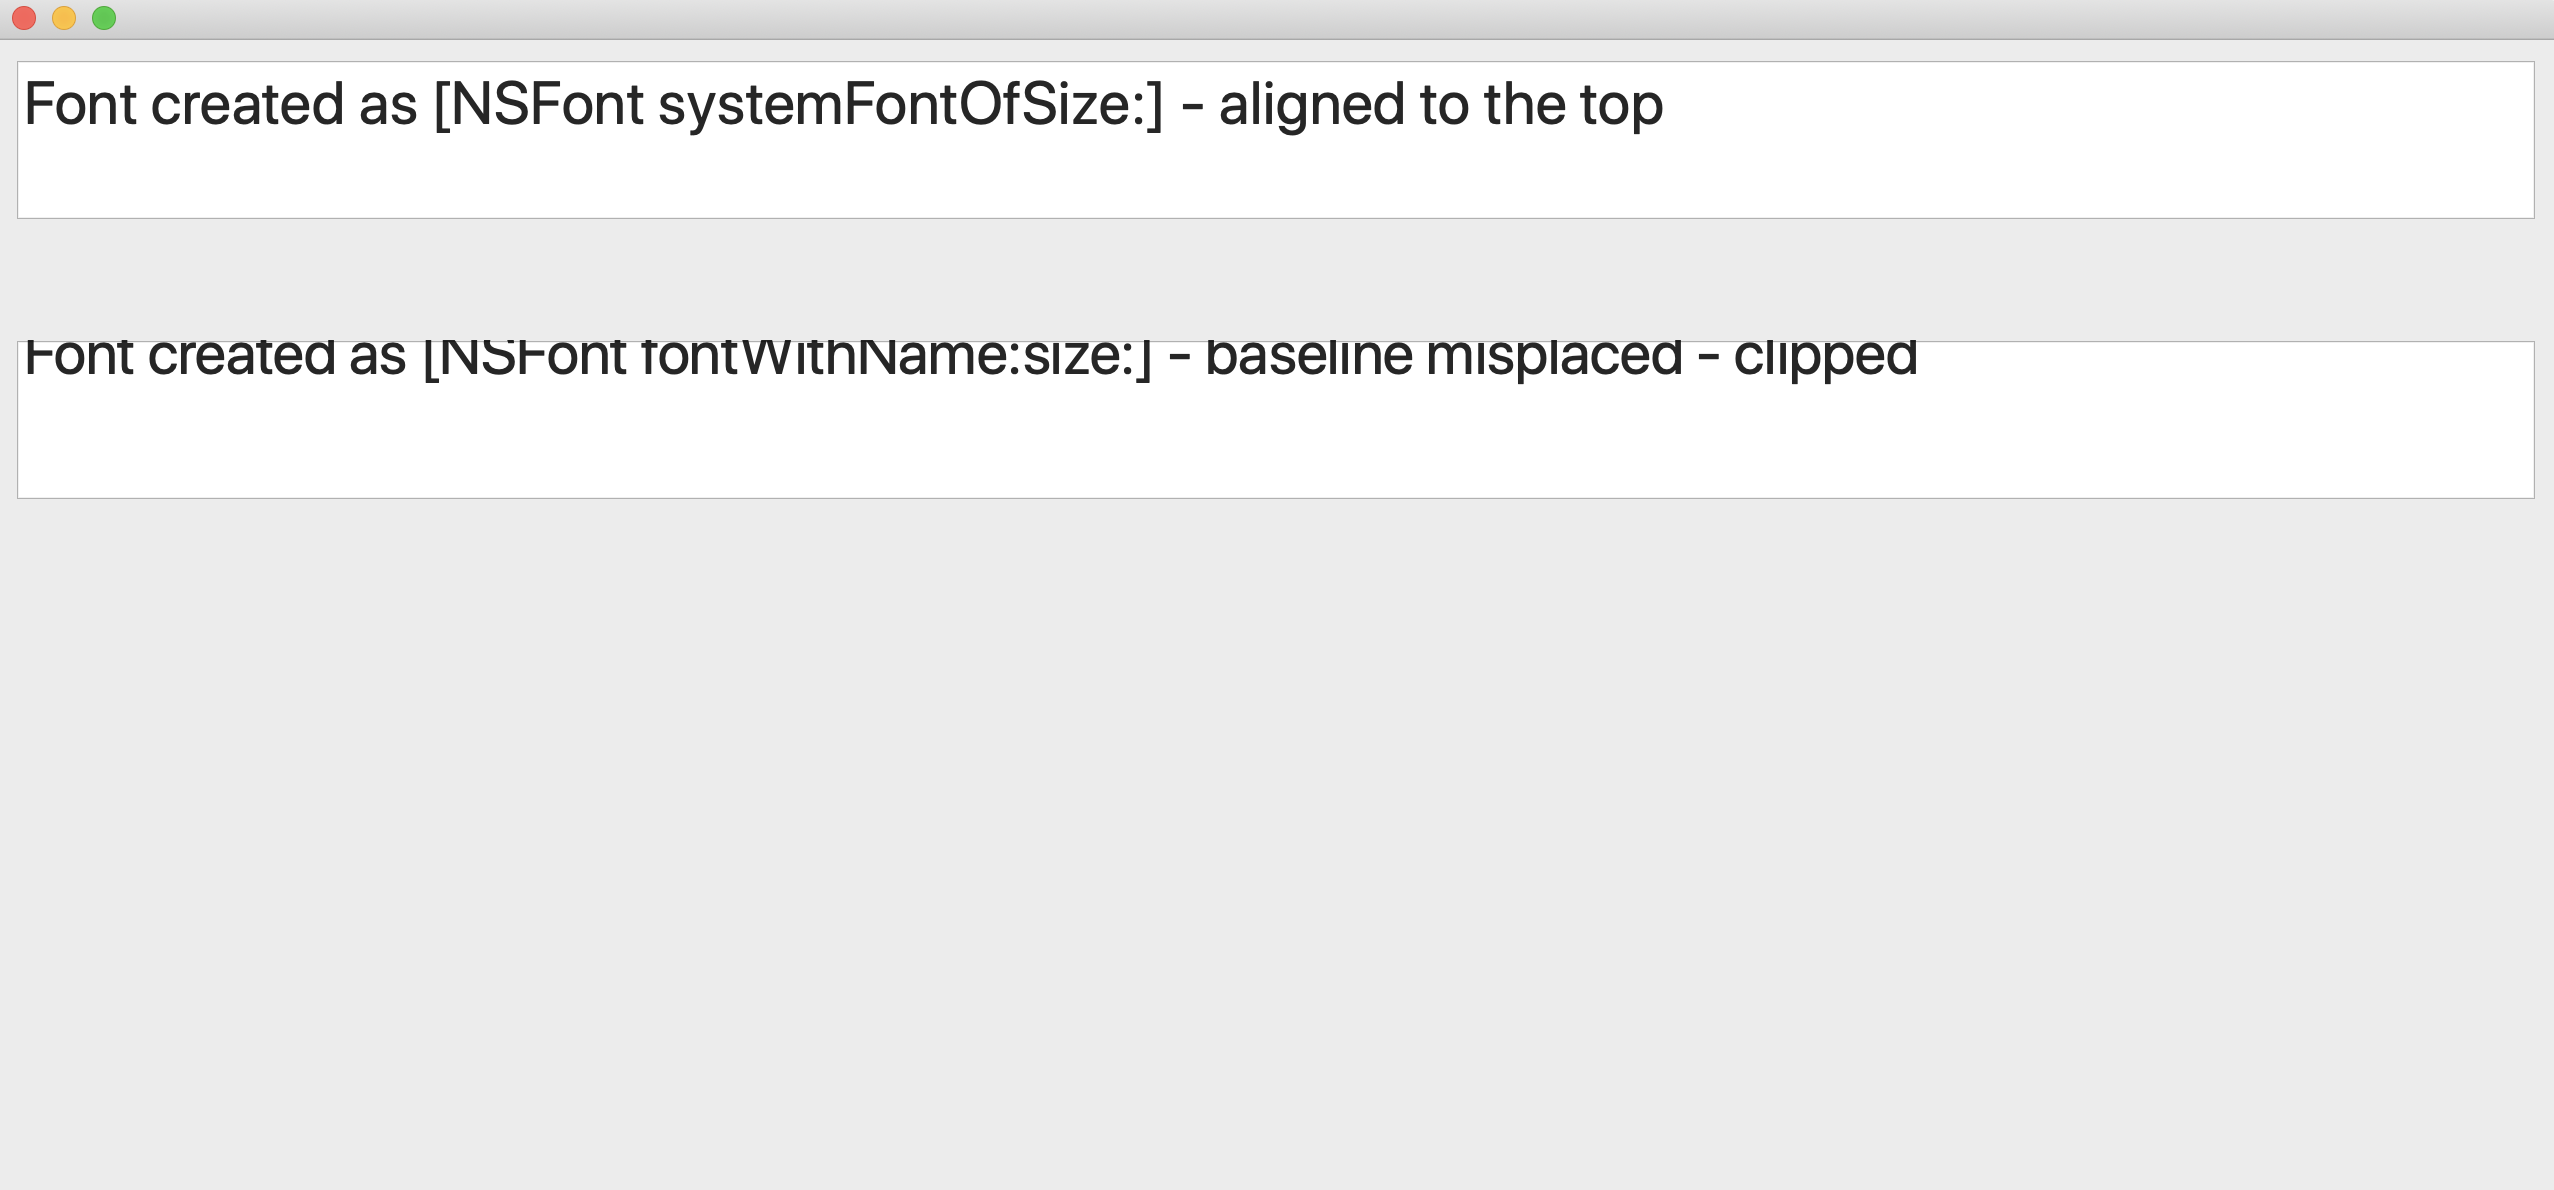 Font created as [NSFont systemFontOfSize:] - aligned to the top
Font created as [NSFont fontWithName:size:] - baseline misplaced - clipped